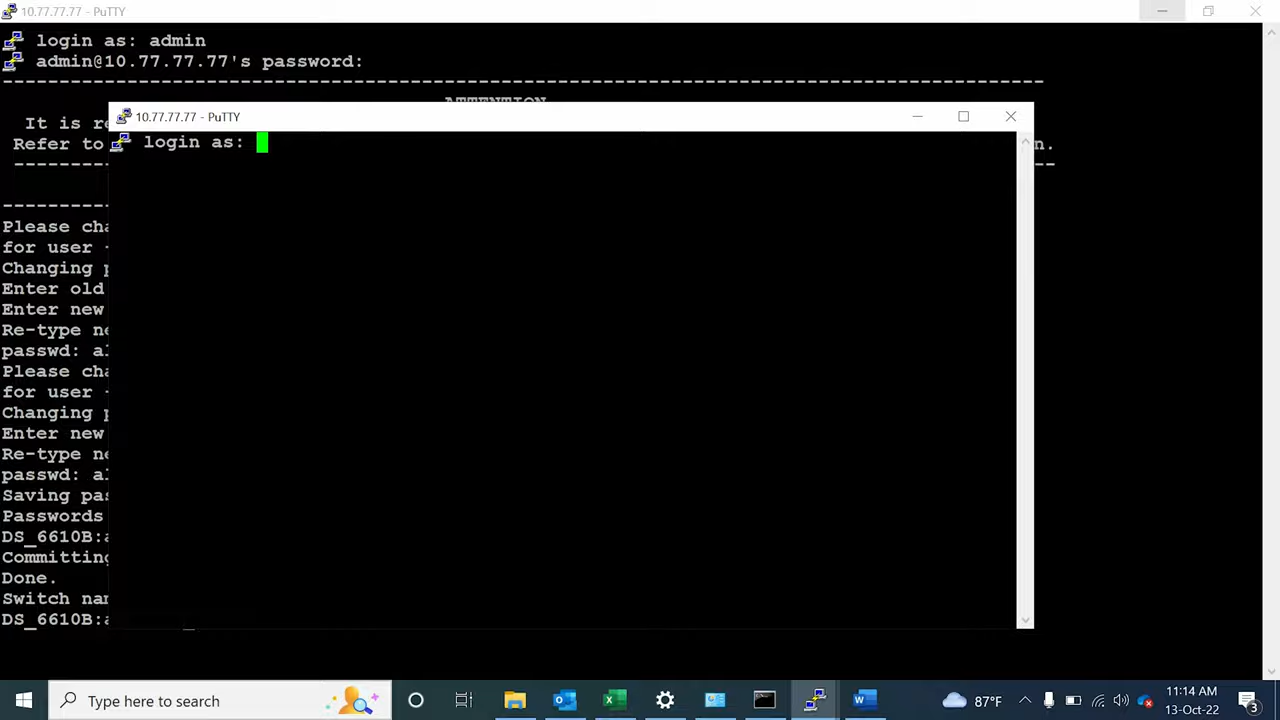 10.77.77.77 - PuTTY
login as: admin
admin@10.77.77.77's password:
--------------------------------------------------------------------------------
ATTENTION
It is re
Refer to
n.
10.77.77.77 - PuTTY
login as:
Please cha
for user -
Changing p
Enter old
Enter new
Re-type ne
passwd: al
Please cha
for user -
Changing p
Enter new
Re-type ne
passwd: al
Saving pas
Passwords
DS_6610B:a
Committing
Done.
Switch nam
DS_6610B:a
Type here to search
87°F
11:14 AM
13-Oct-22
3